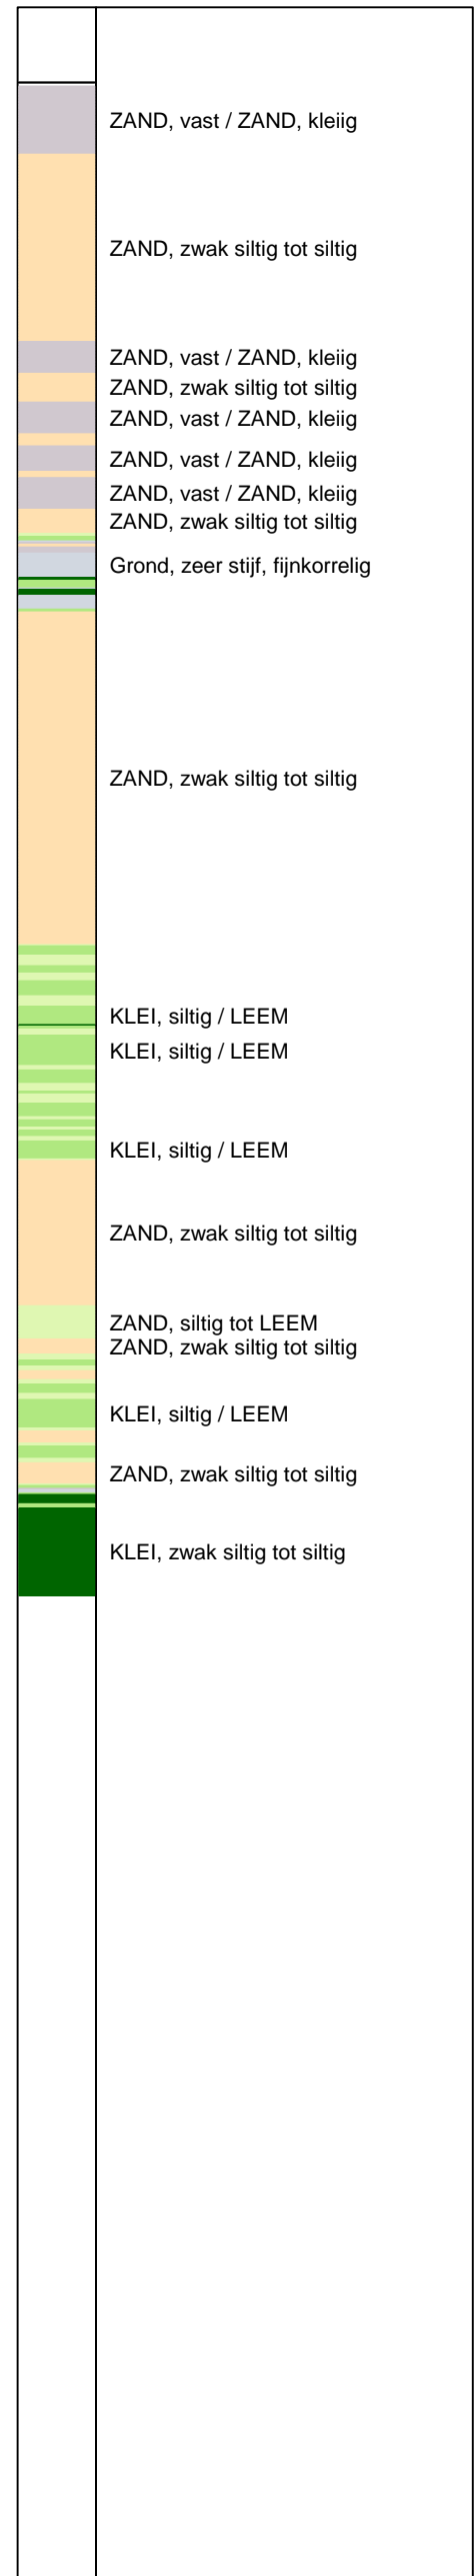 ZAND, vast / ZAND, kleiig
ZAND, zwak siltig tot siltig
ZAND, vast / ZAND, kleiig
ZAND, zwak siltig tot siltig
ZAND, vast / ZAND, kleiig
ZAND, vast / ZAND, kleiig
ZAND, vast / ZAND, kleiig
ZAND, zwak siltig tot siltig
Grond, zeer stijf, fijnkorrelig
ZAND, zwak siltig tot siltig
KLEI, siltig / LEEM
KLEI, siltig / LEEM
KLEI, siltig / LEEM
ZAND, zwak siltig tot siltig
ZAND, siltig tot LEEM
ZAND, zwak siltig tot siltig
KLEI, siltig / LEEM
ZAND, zwak siltig tot siltig
KLEI, zwak siltig tot siltig